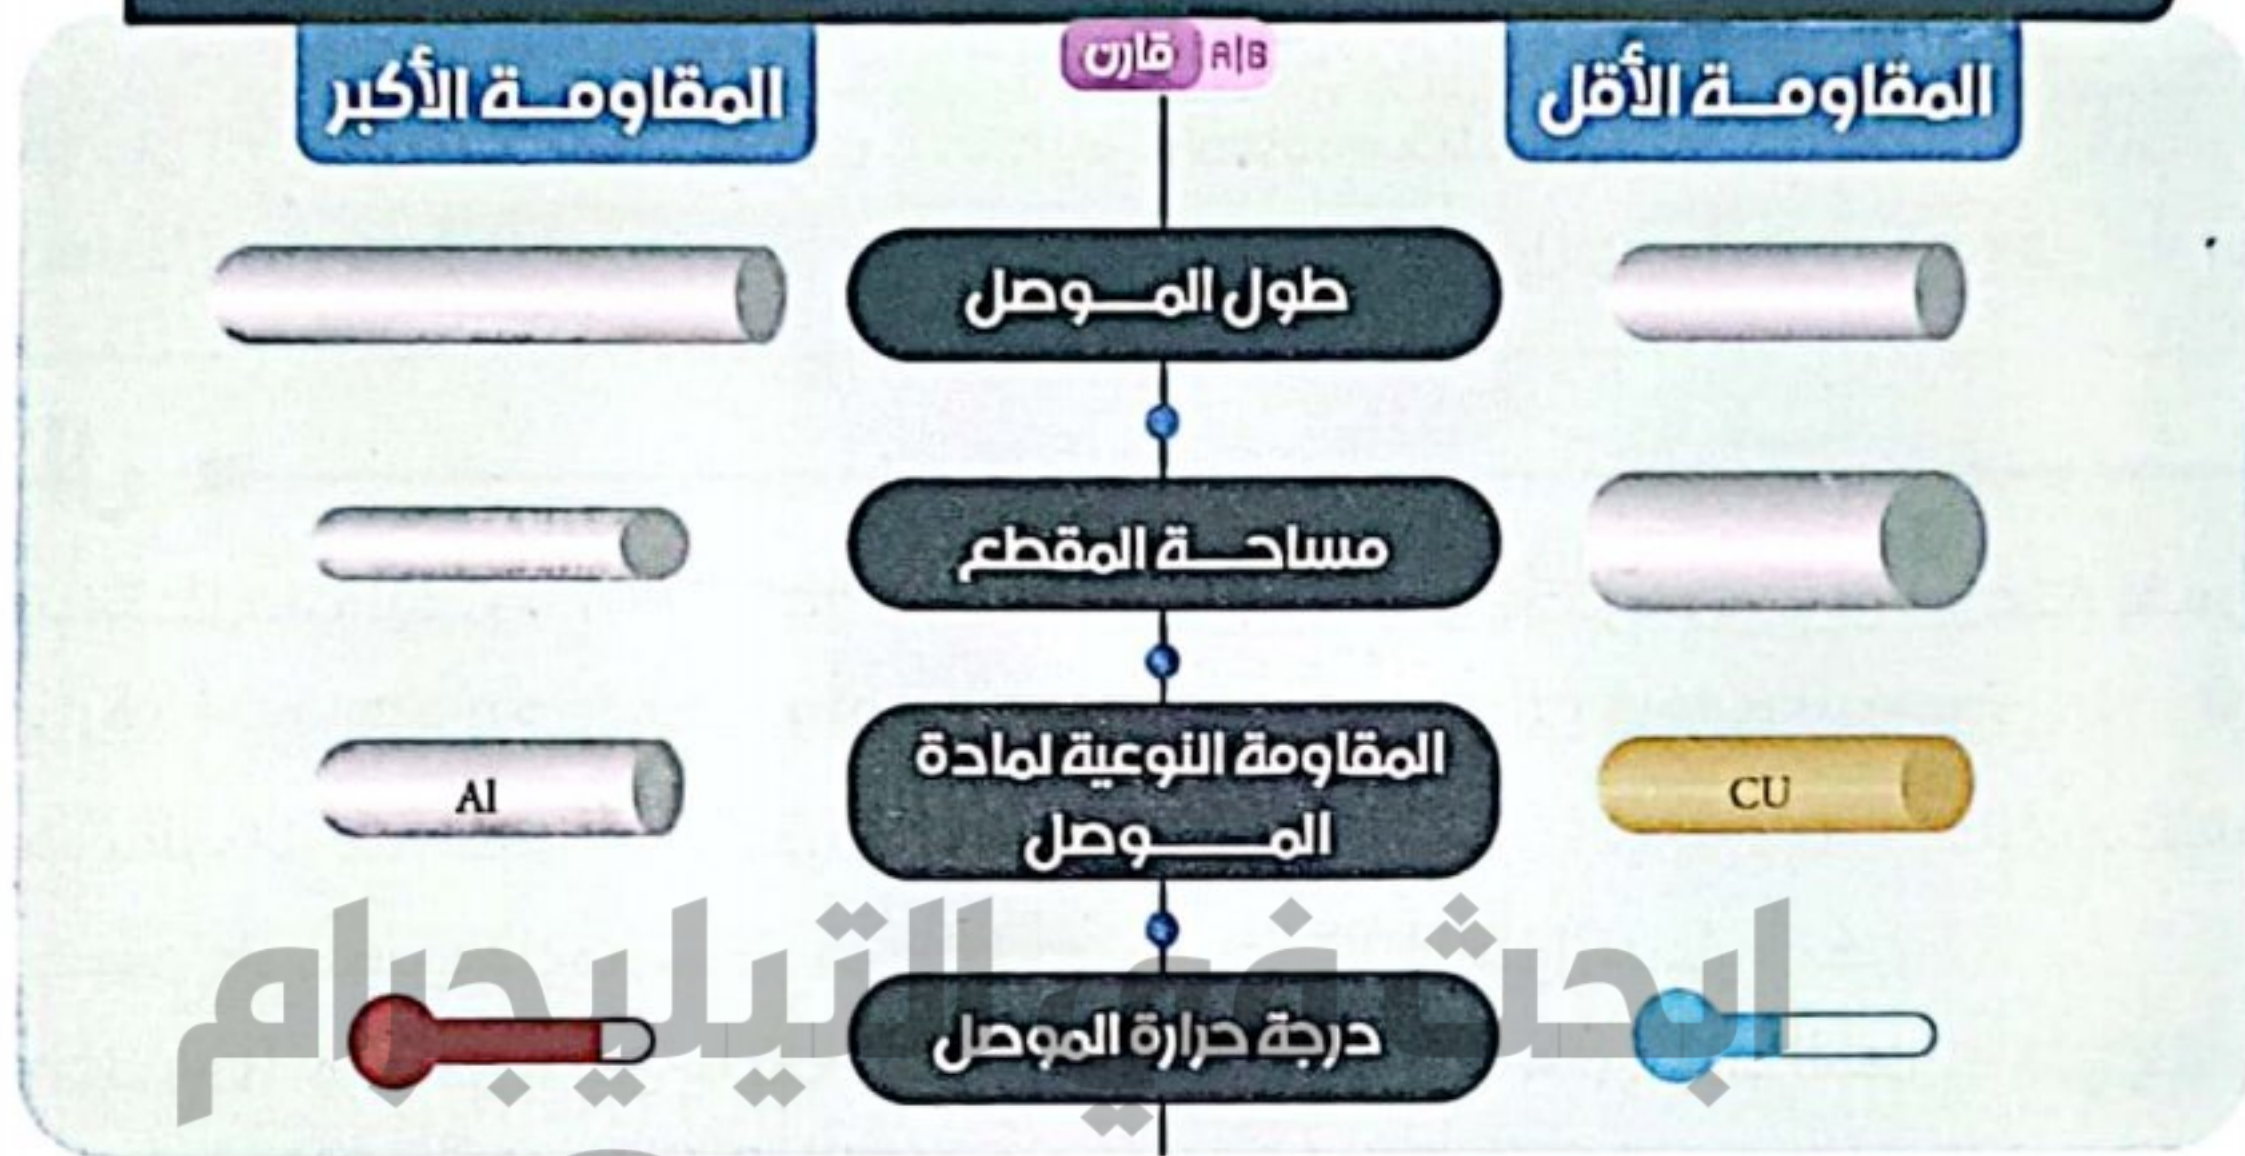 قارن A|B
المقاومة الأقل
المقاومة الأكبر
طول الموصل
مساحة المقطع
المقاومة النوعية لمادة
الموصل
Al
CU
درجة حرارة الموصل
ابحث في التيليجرام